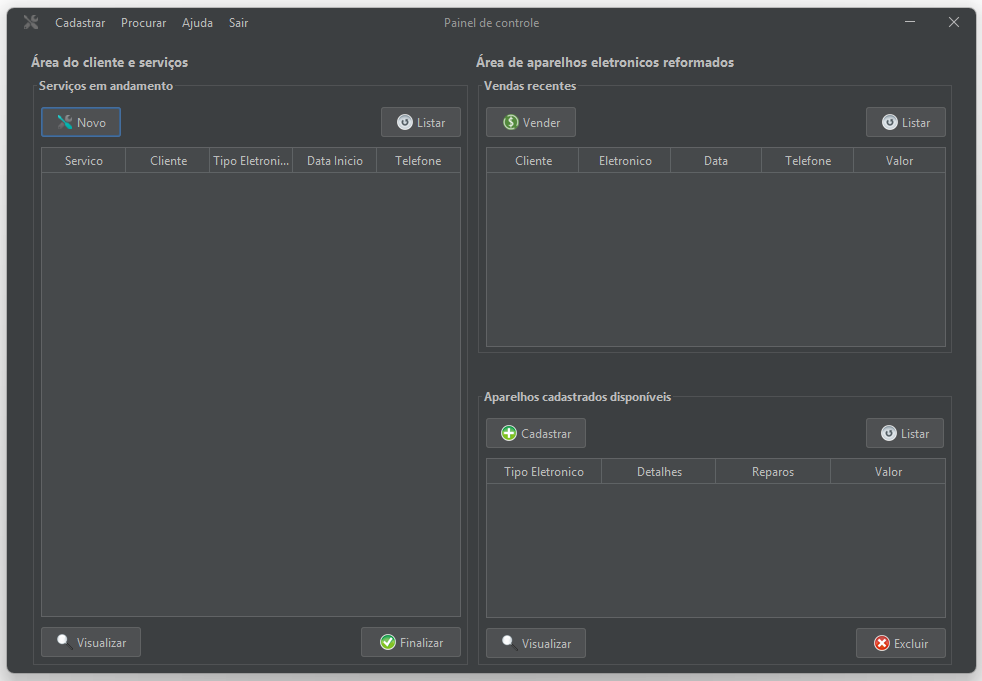 Cadastrar Procurar Ajuda Sair Painel de controle
Área do cliente e serviços
Serviços em andamento
Novo Listar
Servico Cliente Tipo Eletroni... Data Inicio Telefone
Visualizar Finalizar
Área de aparelhos eletronicos reformados
Vendas recentes
Vender Listar
Cliente Eletronico Data Telefone Valor
Aparelhos cadastrados disponíveis
Cadastrar Listar
Tipo Eletronico Detalhes Reparos Valor
Visualizar Excluir